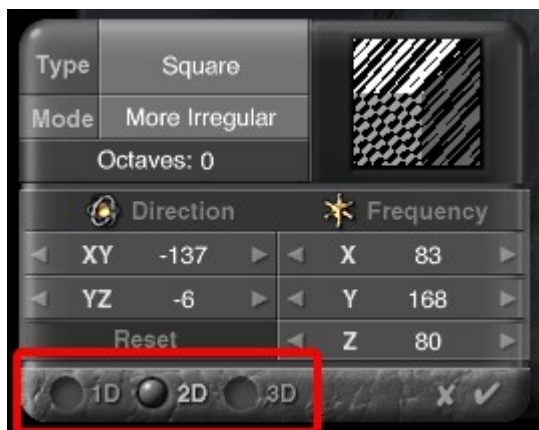 Type Square
Mode More Irregular
Octaves: 0
Direction Frequency
XY -137 X 83
YZ -6 Y 168
Reset Z 80
1D 2D 3D